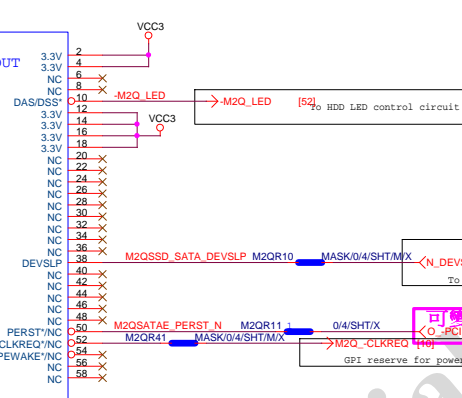 VCC3
OUT
3.3V 2
3.3V 4
NC 6
NC 8
DAS/DSS* 10 -M2Q_LED -M2Q_LED [52] To HDD LED control circuit
3.3V 12
3.3V 14 VCC3
3.3V 16
3.3V 18
NC 20
NC 22
NC 24
NC 26
NC 28
NC 30
NC 32
NC 34
NC 36
DEVSLP 38 M2QSSD_SATA_DEVSLP M2QR10 MASK/0/4/SHT/M/X N_DEVS
To
NC 40
NC 42
NC 44
NC 46
NC 48
PERST*/NC 50 M2QSATAE_PERST_N M2QR11 1 0/4/SHT/X O_-PCI
可
CLKREQ*/NC 52 M2QR41 MASK/0/4/SHT/M/X M2Q_-CLKREQ [10]
PEWAKE*/NC 54
GPI reserve for power
NC 56
NC 58